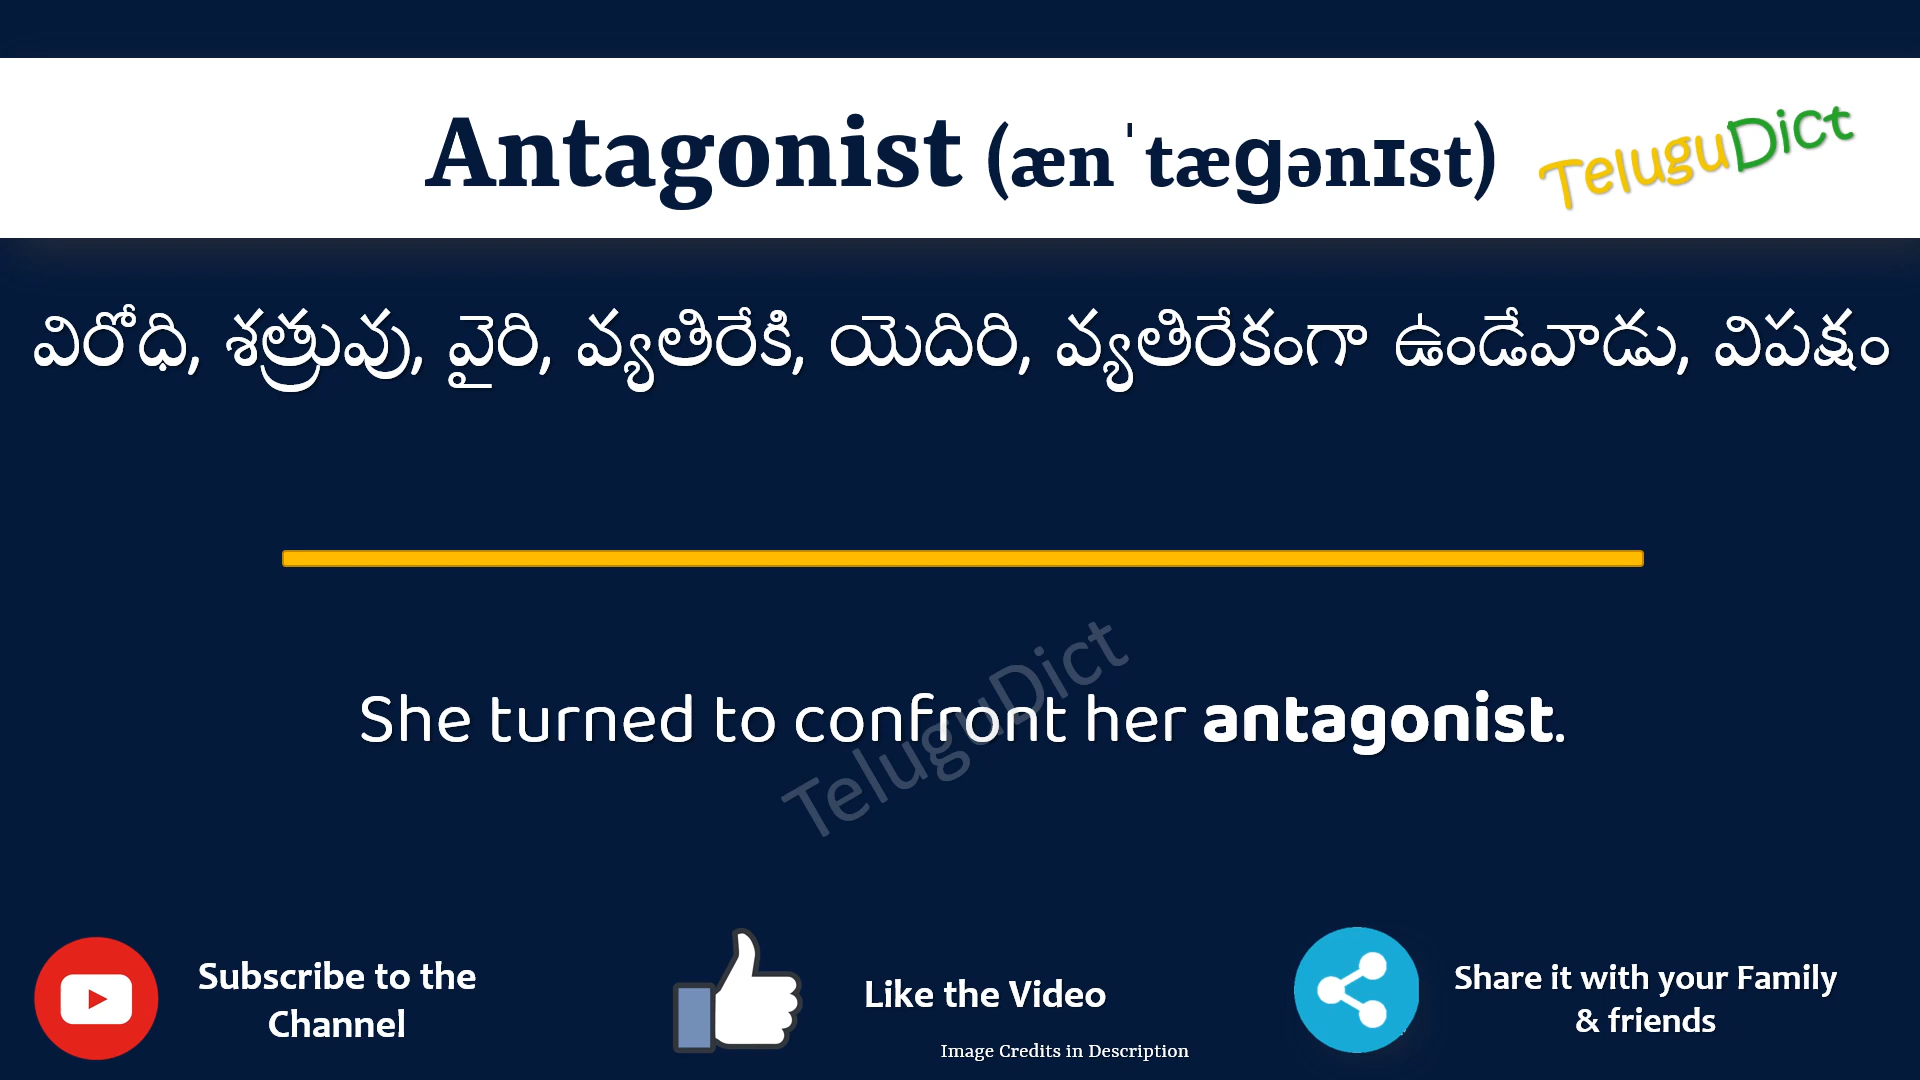 Antagonist (ænˈtæɡənɪst)
TeluguDict
విరోధి, శత్రువు, వైరి, వ్యతిరేకి, యెదిరి, వ్యతిరేకంగా ఉండేవాడు, విపక్షం
She turned to confront her antagonist.
TeluguDict
Subscribe to the
Channel
Like the Video
Share it with your Family
& friends
Image Credits in Description